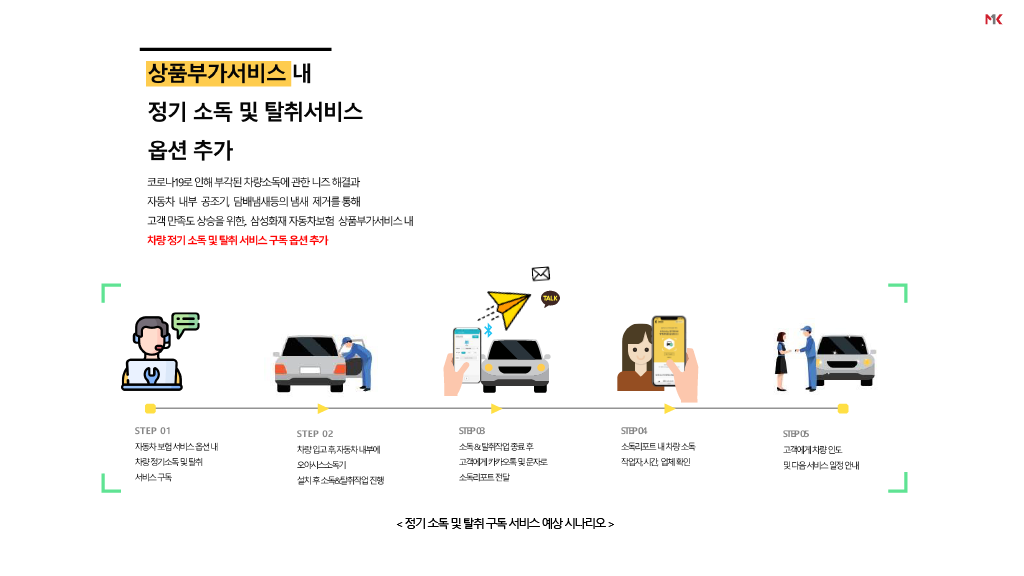 MK
상품부가서비스 내
정기 소독 및 탈취서비스
옵션 추가
코로나19로 인해 부각된 차량소독에 관한 니즈 해결과
자동차 내부 공조기, 담배냄새등의 냄새 제거를 통해
고객 만족도 상승을 위한, 삼성화재 자동차보험 상품부가서비스 내
차량 정기 소독 및 탈취 서비스 구독 옵션 추가
TALK
STEP 01
자동차 보험 서비스 옵션 내
차량 정기소독 및 탈취
서비스 구독
STEP 02
차량 입고 후, 자동차 내부에
오아시스소독기
설치 후 소독&탈취작업 진행
STEP03
소독 & 탈취작업 종료 후
고객에게 카카오톡 및 문자로
소독리포트 전달
STEP04
소독리포트 내 차량 소독
작업자, 시간, 업체 확인
STEP05
고객에게 차량 인도
및 다음 서비스 일정 안내
< 정기 소독 및 탈취 구독 서비스 예상 시나리오 >